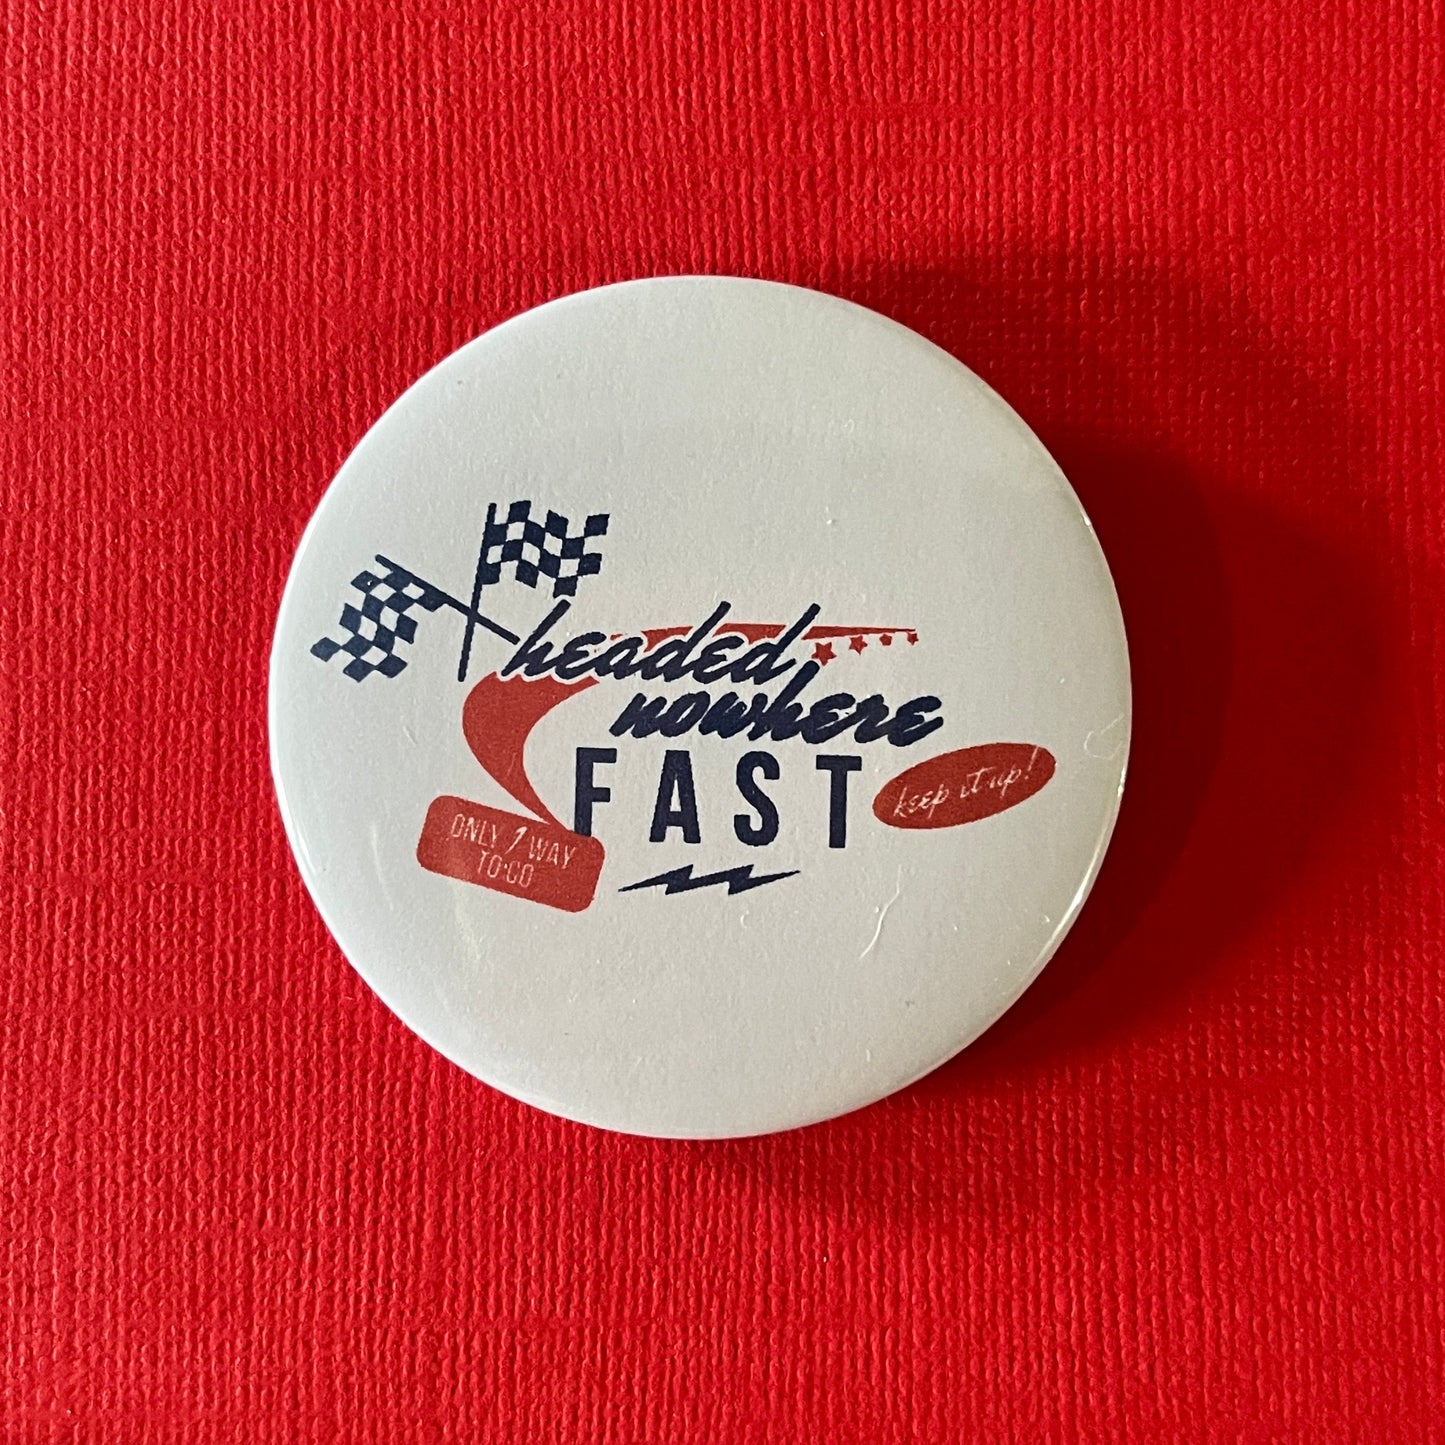 headed
nowhere
FAST
keep it up!
ONLY 1 WAY
TO GO